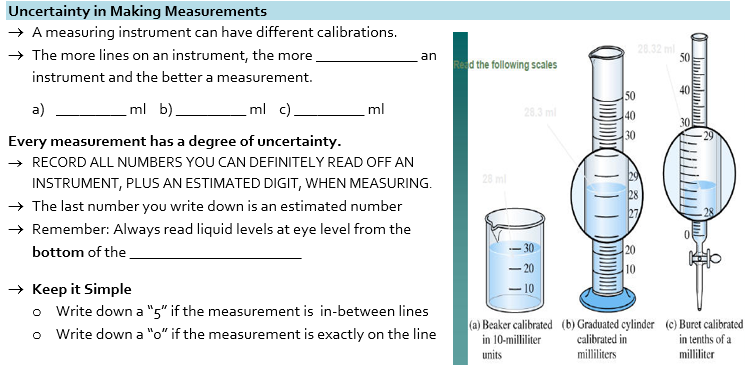 Uncertainty in Making Measurements
→ A measuring instrument can have different calibrations.
→ The more lines on an instrument, the more ______________ an
instrument and the better a measurement.
a) __________ ml b) __________ ml c) __________ ml
Every measurement has a degree of uncertainty.
→ RECORD ALL NUMBERS YOU CAN DEFINITELY READ OFF AN
INSTRUMENT, PLUS AN ESTIMATED DIGIT, WHEN MEASURING.
→ The last number you write down is an estimated number
→ Remember: Always read liquid levels at eye level from the
bottom of the ________________________
→ Keep it Simple
o Write down a "5" if the measurement is in-between lines
o Write down a "0" if the measurement is exactly on the line
Read the following scales
28 ml
30
20
10
(a) Beaker calibrated
in 10-milliliter
units
28.3 ml
50
40
30
29
28
27
20
10
(b) Graduated cylinder
calibrated in
milliliters
28.32 ml
50
40
30
29
28
0
(c) Buret calibrated
in tenths of a
milliliter